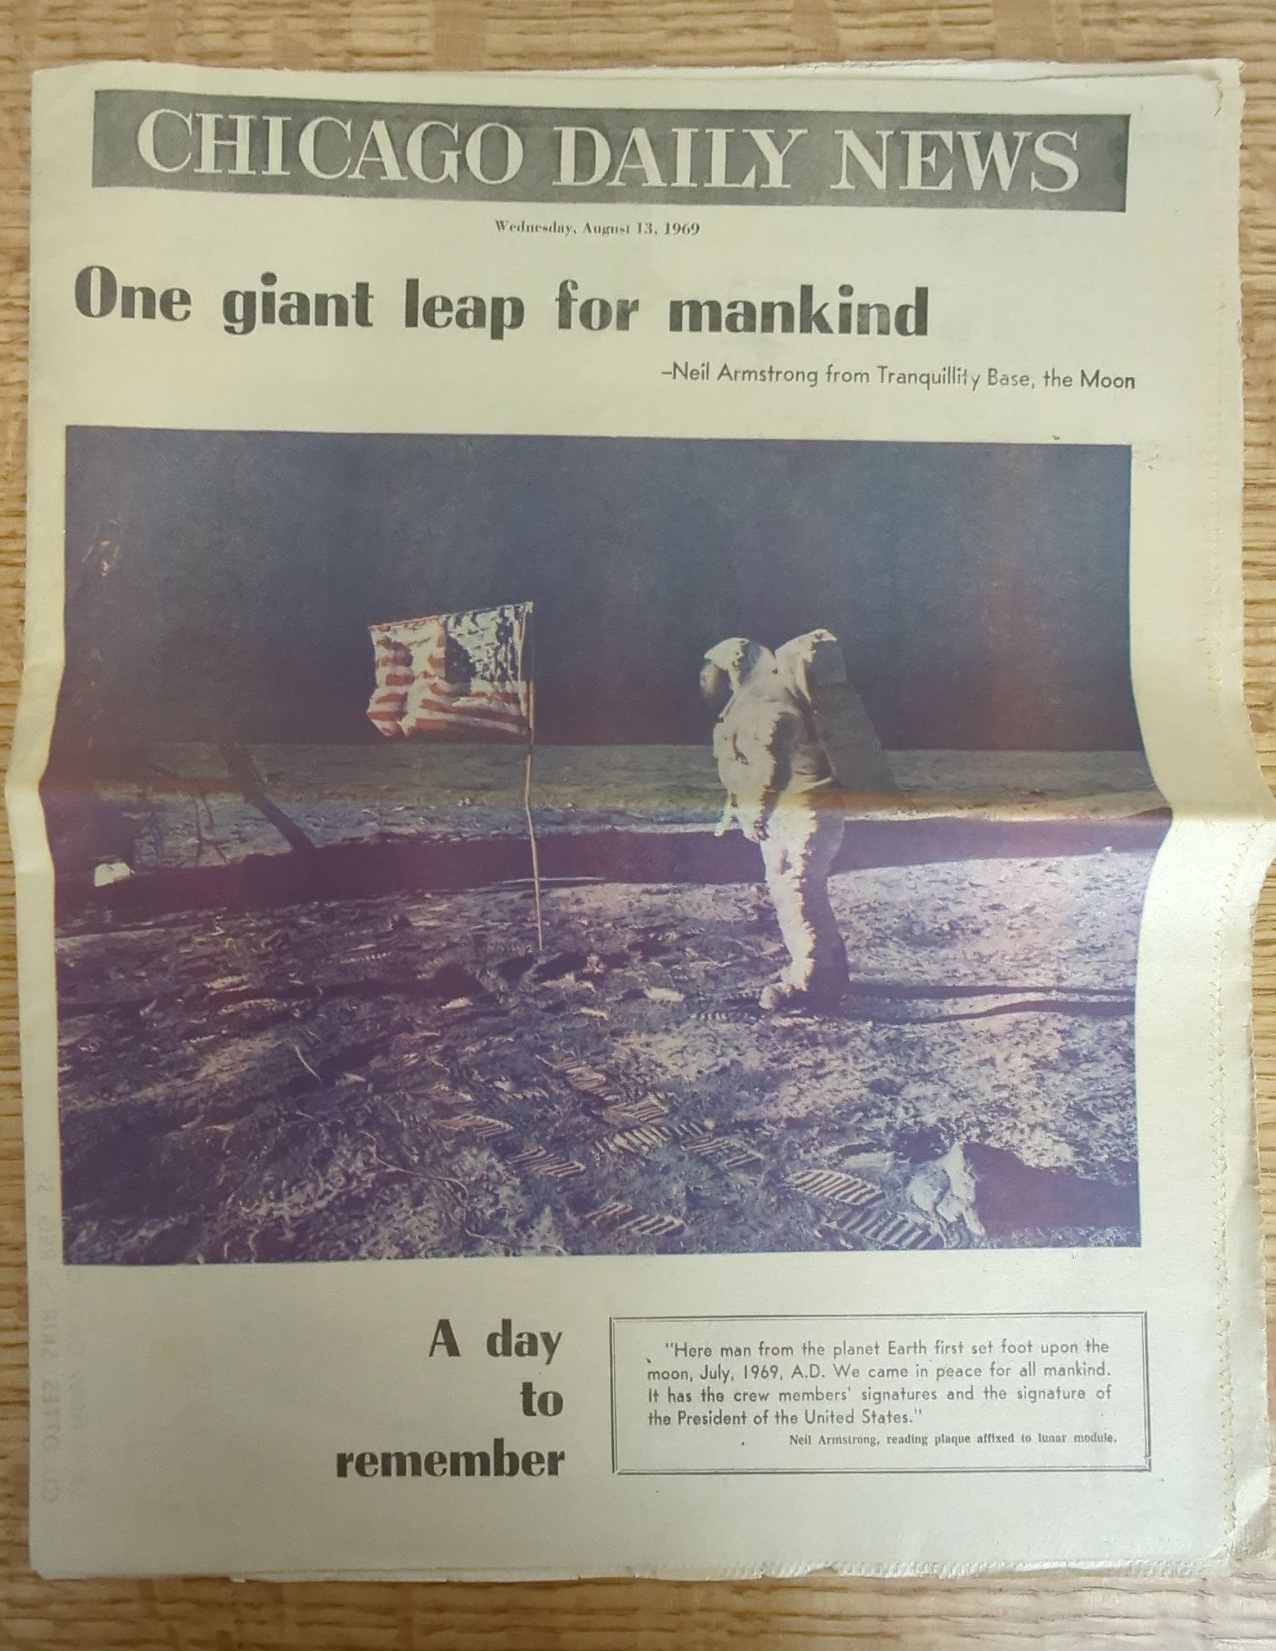 CHICAGO DAILY NEWS
Wednesday, August 13, 1969
One giant leap for mankind
–Neil Armstrong from Tranquillity Base, the Moon
A day
to
remember
"Here man from the planet Earth first set foot upon the
moon, July, 1969, A.D. We came in peace for all mankind.
It has the crew members' signatures and the signature of
the President of the United States."
Neil Armstrong, reading plaque affixed to lunar module.